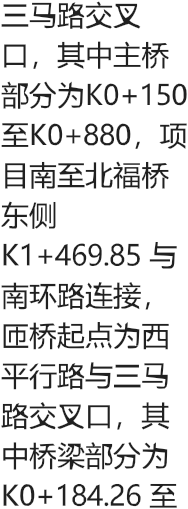 三马路交叉
口，其中主桥
部分为K0+150
至K0+880，项
目南至北福桥
东侧
K1+469.85 与
南环路连接，
匝桥起点为西
平行路与三马
路交叉口，其
中桥梁部分为
K0+184.26 至